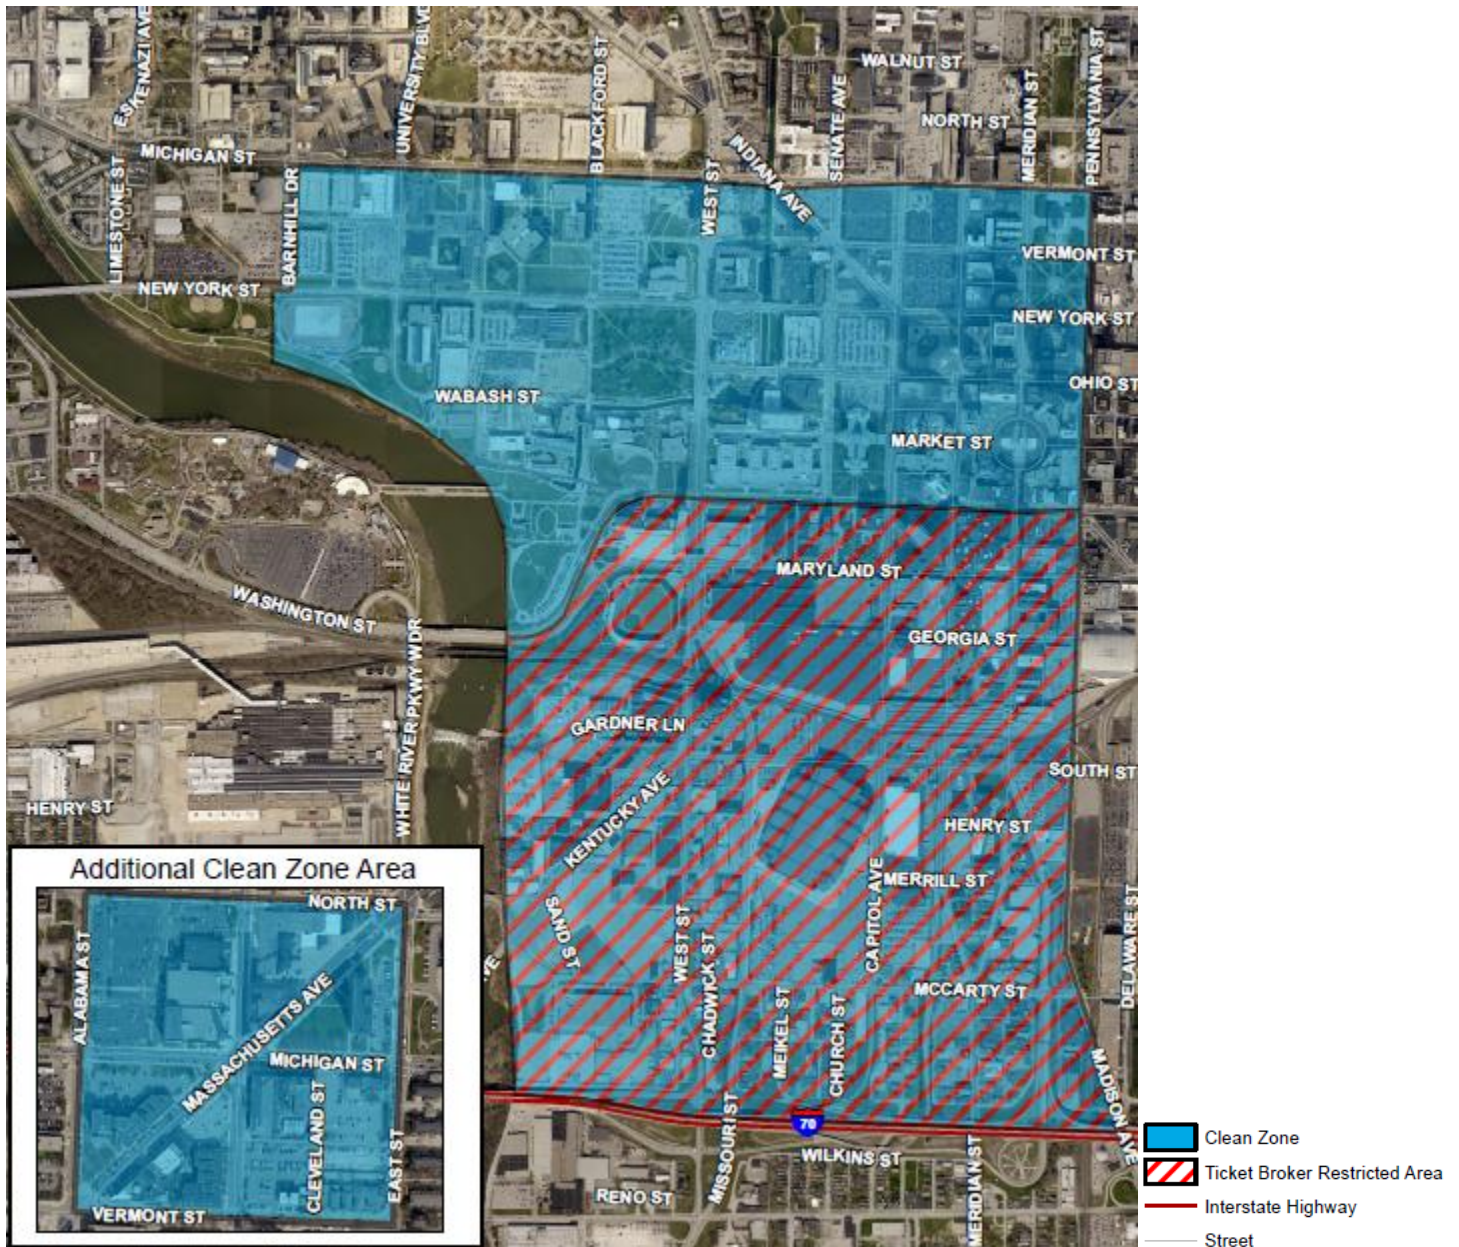 ESKENAZI AVE
UNIVERSITY BLVD
BLACKFORD ST
WALNUT ST
SENATE AVE
MERIDIAN ST
PENNSYLVANIA ST
NORTH ST
MICHIGAN ST
INDIANA AVE
LIMESTONE ST
BARNHILL DR
WEST ST
VERMONT ST
NEW YORK ST
NEW YORK ST
OHIO ST
WABASH ST
MARKET ST
MARYLAND ST
WASHINGTON ST
GEORGIA ST
WHITE RIVER PKWY W DR
GARDNER LN
SOUTH ST
KENTUCKY AVE
HENRY ST
HENRY ST
MERRILL ST
CAPITOL AVE
SAND ST
WEST ST
CHADWICK ST
DELAWARE ST
MCCARTY ST
MEIKEL ST
CHURCH ST
VE
MADISON AVE
MISSOURI ST
70
WILKINS ST
RENO ST
MERIDIAN ST
Additional Clean Zone Area
NORTH ST
ALABAMA ST
MASSACHUSETTS AVE
MICHIGAN ST
CLEVELAND ST
EAST ST
VERMONT ST
Clean Zone
Ticket Broker Restricted Area
Interstate Highway
Street